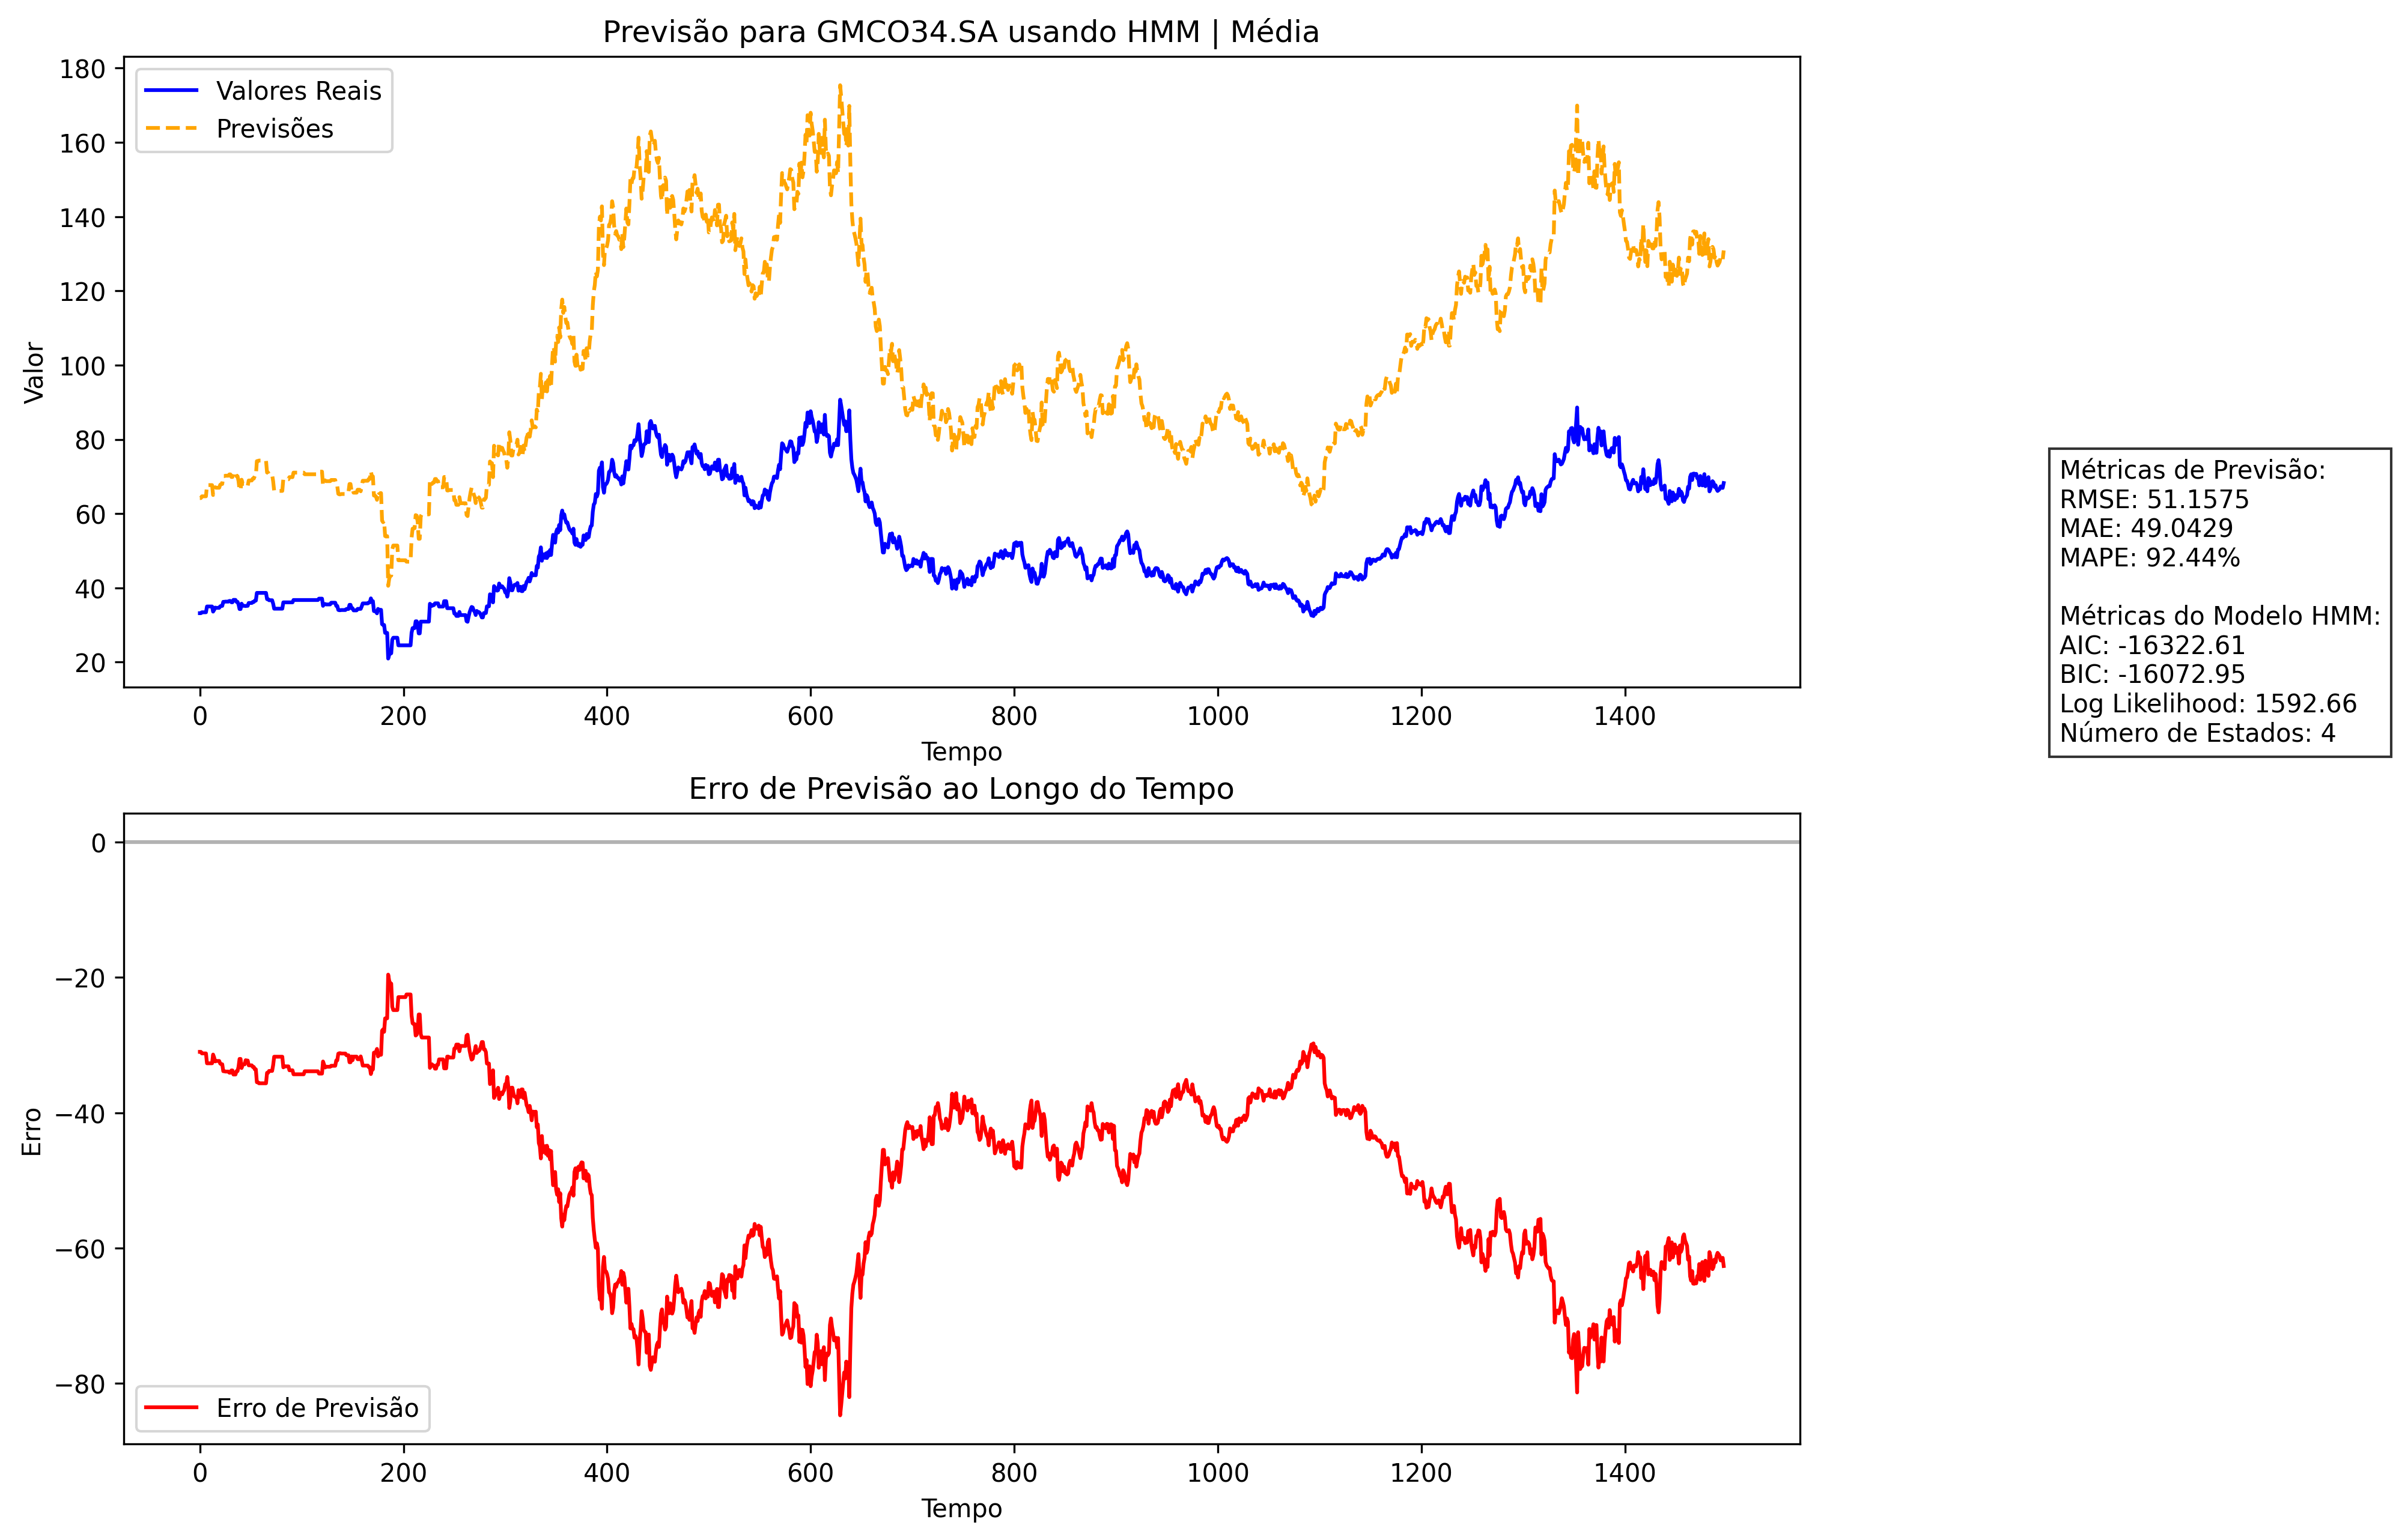 Previsão para GMCO34.SA usando HMM | Média
Valores Reais
Previsões
180
160
140
120
100
80
60
40
20
Valor
0
200
400
600
800
1000
1200
1400
Tempo
Métricas de Previsão:
RMSE: 51.1575
MAE: 49.0429
MAPE: 92.44%
Métricas do Modelo HMM:
AIC: -16322.61
BIC: -16072.95
Log Likelihood: 1592.66
Número de Estados: 4
Erro de Previsão ao Longo do Tempo
0
−20
−40
−60
−80
Erro
Erro de Previsão
0
200
400
600
800
1000
1200
1400
Tempo